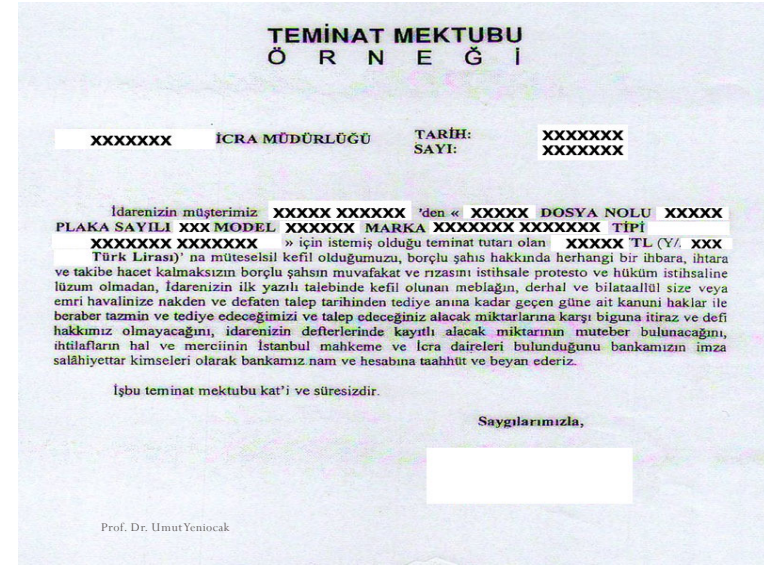 TEMİNAT MEKTUBU
Ö R N E Ğ İ
XXXXXXX İCRA MÜDÜRLÜĞÜ TARİH: XXXXXXX
SAYI: XXXXXXX
İdarenizin müşterimiz XXXXX XXXXXX 'den « XXXXX DOSYA NOLU XXXXX
PLAKA SAYILI XXX MODEL XXXXXX MARKA XXXXXXX XXXXXXX TİPİ
XXXXXXX XXXXXXX » için istemiş olduğu teminat tutarı olan XXXXX TL (Y/. XXX
Türk Lirası)' na müteselsil kefil olduğumuzu, borçlu şahıs hakkında herhangi bir ihbara, ihtara
ve takibe hacet kalmaksızın borçlu şahsın muvafakat ve rızasını istihsale protesto ve hüküm istihsaline
lüzum olmadan, İdarenizin ilk yazılı talebinde kefil olunan meblağın, derhal ve bilataallül size veya
emri havalinize nakden ve defaten talep tarihinden tediye anına kadar geçen güne ait kanuni haklar ile
beraber tazmin ve tediye edeceğimizi ve talep edeceğiniz alacak miktarlarına karşı biguna itiraz ve defi
hakkımız olmayacağını, idarenizin defterlerinde kayıtlı alacak miktarının muteber bulunacağını,
ihtilafların hal ve merciinin İstanbul mahkeme ve İcra daireleri bulunduğunu bankamızın imza
salâhiyettar kimseleri olarak bankamız nam ve hesabına taahhüt ve beyan ederiz.
İşbu teminat mektubu kat'i ve süresizdir.
Saygılarımızla,
Prof. Dr. Umut Yeniocak